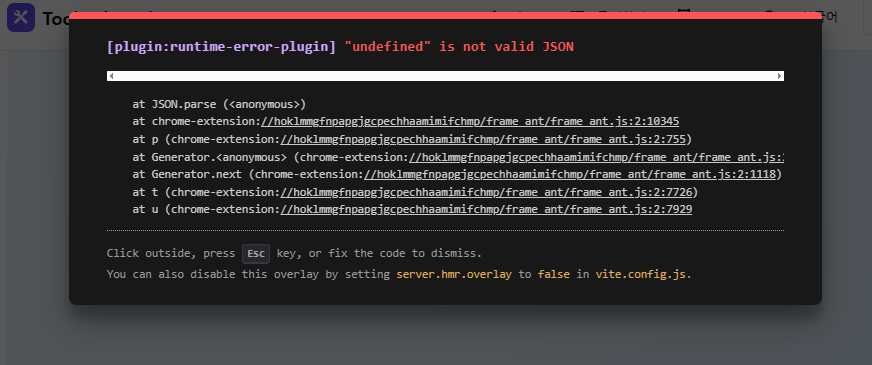 [plugin:runtime-error-plugin] "undefined" is not valid JSON
at JSON.parse (<anonymous>)
at chrome-extension://hoklmmgfnpapgjgcpechhaamimifchmp/frame_ant/frame_ant.js:2:10345
at p (chrome-extension://hoklmmgfnpapgjgcpechhaamimifchmp/frame_ant/frame_ant.js:2:755)
at Generator.<anonymous> (chrome-extension://hoklmmgfnpapgjgcpechhaamimifchmp/frame_ant/frame_ant.js:
at Generator.next (chrome-extension://hoklmmgfnpapgjgcpechhaamimifchmp/frame_ant/frame_ant.js:2:1118)
at t (chrome-extension://hoklmmgfnpapgjgcpechhaamimifchmp/frame_ant/frame_ant.js:2:7726)
at u (chrome-extension://hoklmmgfnpapgjgcpechhaamimifchmp/frame_ant/frame_ant.js:2:7929
Click outside, press Esc key, or fix the code to dismiss.
You can also disable this overlay by setting server.hmr.overlay to false in vite.config.js.